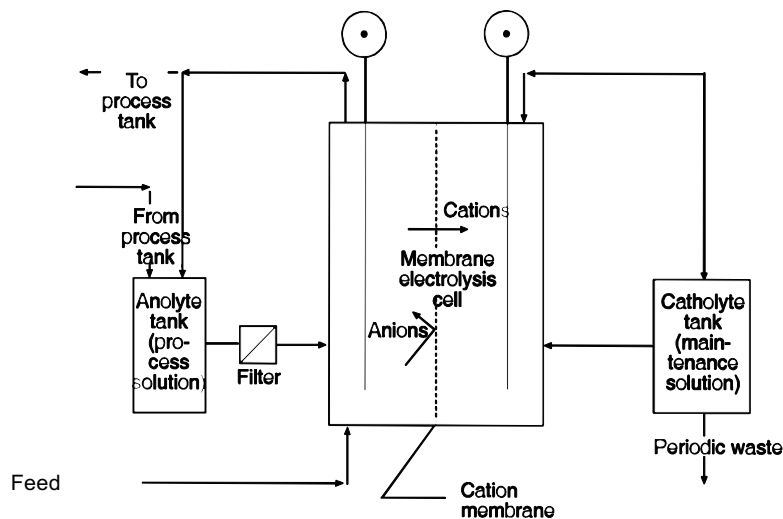 To
process
tank
From
process
tank
Cations
Membrane
electrolysis
cell
Anions
Anolyte
tank
(pro-
cess
solution)
Filter
Catholyte
tank
(main-
tenance
solution)
Periodic waste
Feed
Cation
membrane